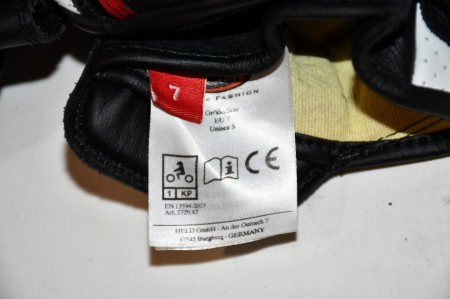 7
FASHION
EU 7
Unisex S
CE
1 KP
EN 13594:2015
Art. 2729.47
HELD GmbH - An der Ostrach 7
87545 Burgberg - GERMANY